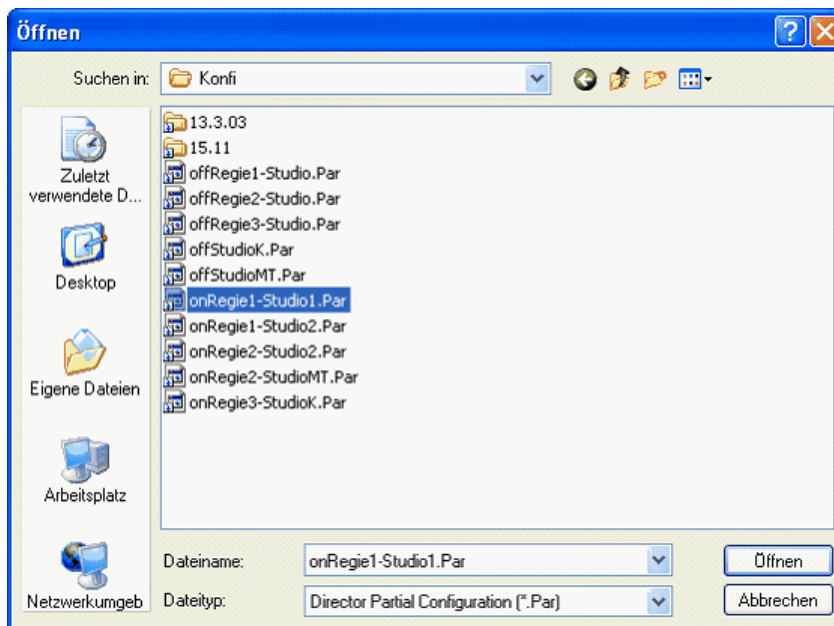 Öffnen
Suchen in: Konfi
13.3.03
15.11
offRegie1-Studio.Par
offRegie2-Studio.Par
offRegie3-Studio.Par
offStudioK.Par
offStudioMT.Par
onRegie1-Studio1.Par
onRegie1-Studio2.Par
onRegie2-Studio2.Par
onRegie2-StudioMT.Par
onRegie3-StudioK.Par
Zuletzt
verwendete D...
Desktop
Eigene Dateien
Arbeitsplatz
Netzwerkumgeb
Dateiname: onRegie1-Studio1.Par Öffnen
Dateityp: Director Partial Configuration (*.Par) Abbrechen